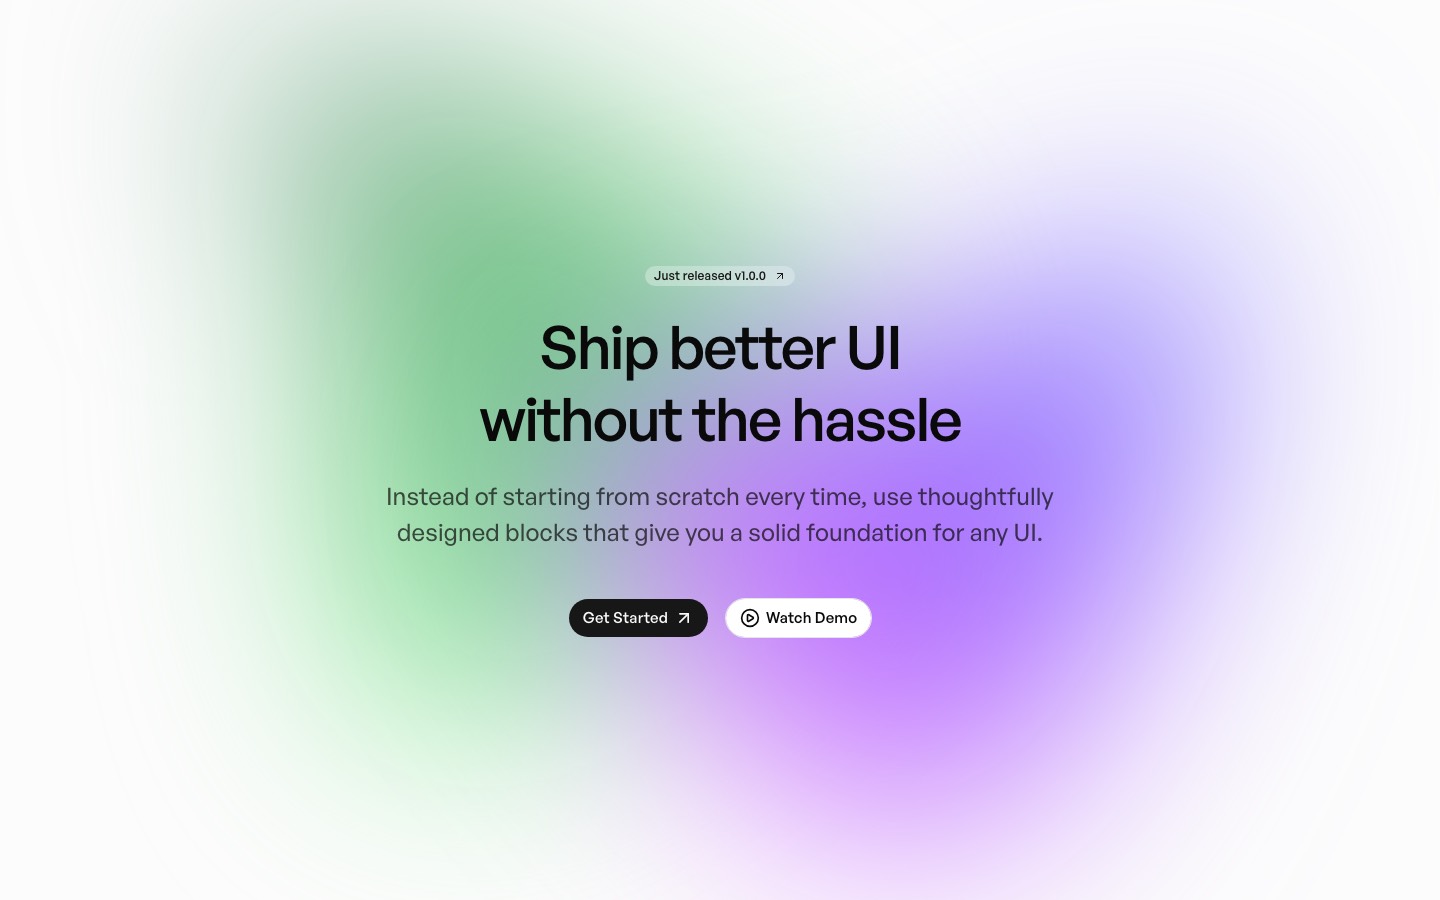 Just released v1.0.0
Ship better UI
without the hassle
Instead of starting from scratch every time, use thoughtfully
designed blocks that give you a solid foundation for any UI.
Get Started
Watch Demo